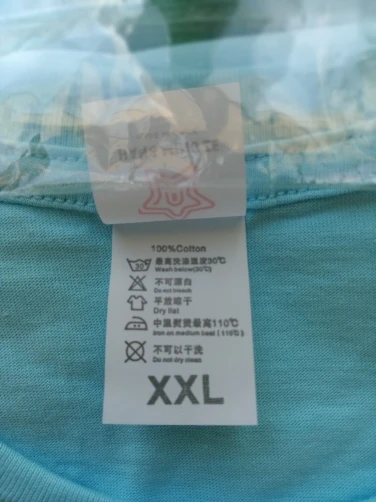 100%Cotton
最高洗涤温度30℃
Wash below(30℃)
不可漂白
Do not bleach
平放晾干
Dry list
中温熨烫最高110℃
Iron on medium heat (110℃)
不可以干洗
Do not dry clean
XXL